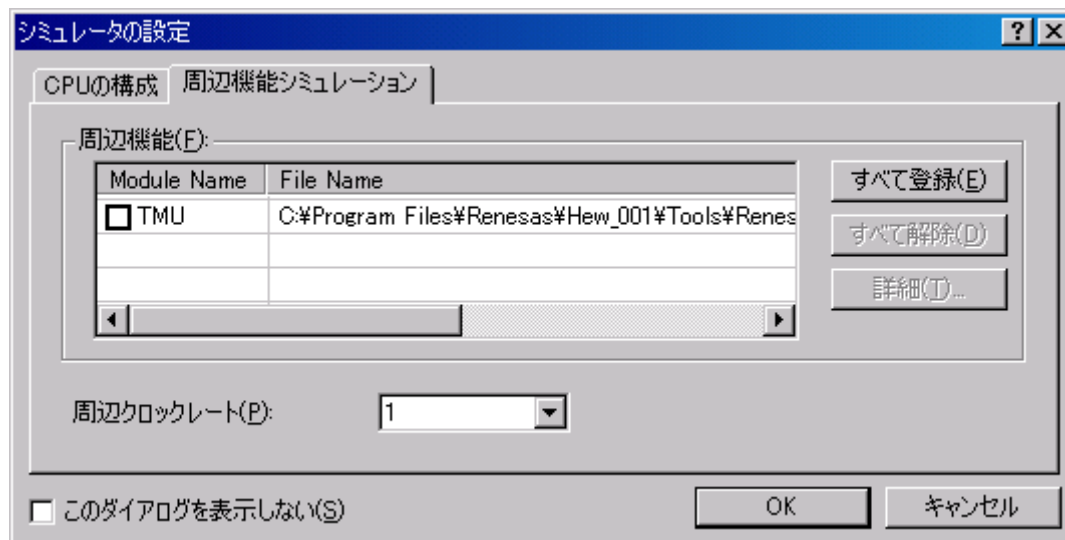 シミュレータの設定
CPUの構成 周辺機能シミュレーション
周辺機能(F):
Module Name File Name
すべて登録(E)
TMU C:¥Program Files¥Renesas¥Hew_001¥Tools¥Renes
すべて解除(D)
詳細(T)...
周辺クロックレート(P): 1
このダイアログを表示しない(S) OK キャンセル